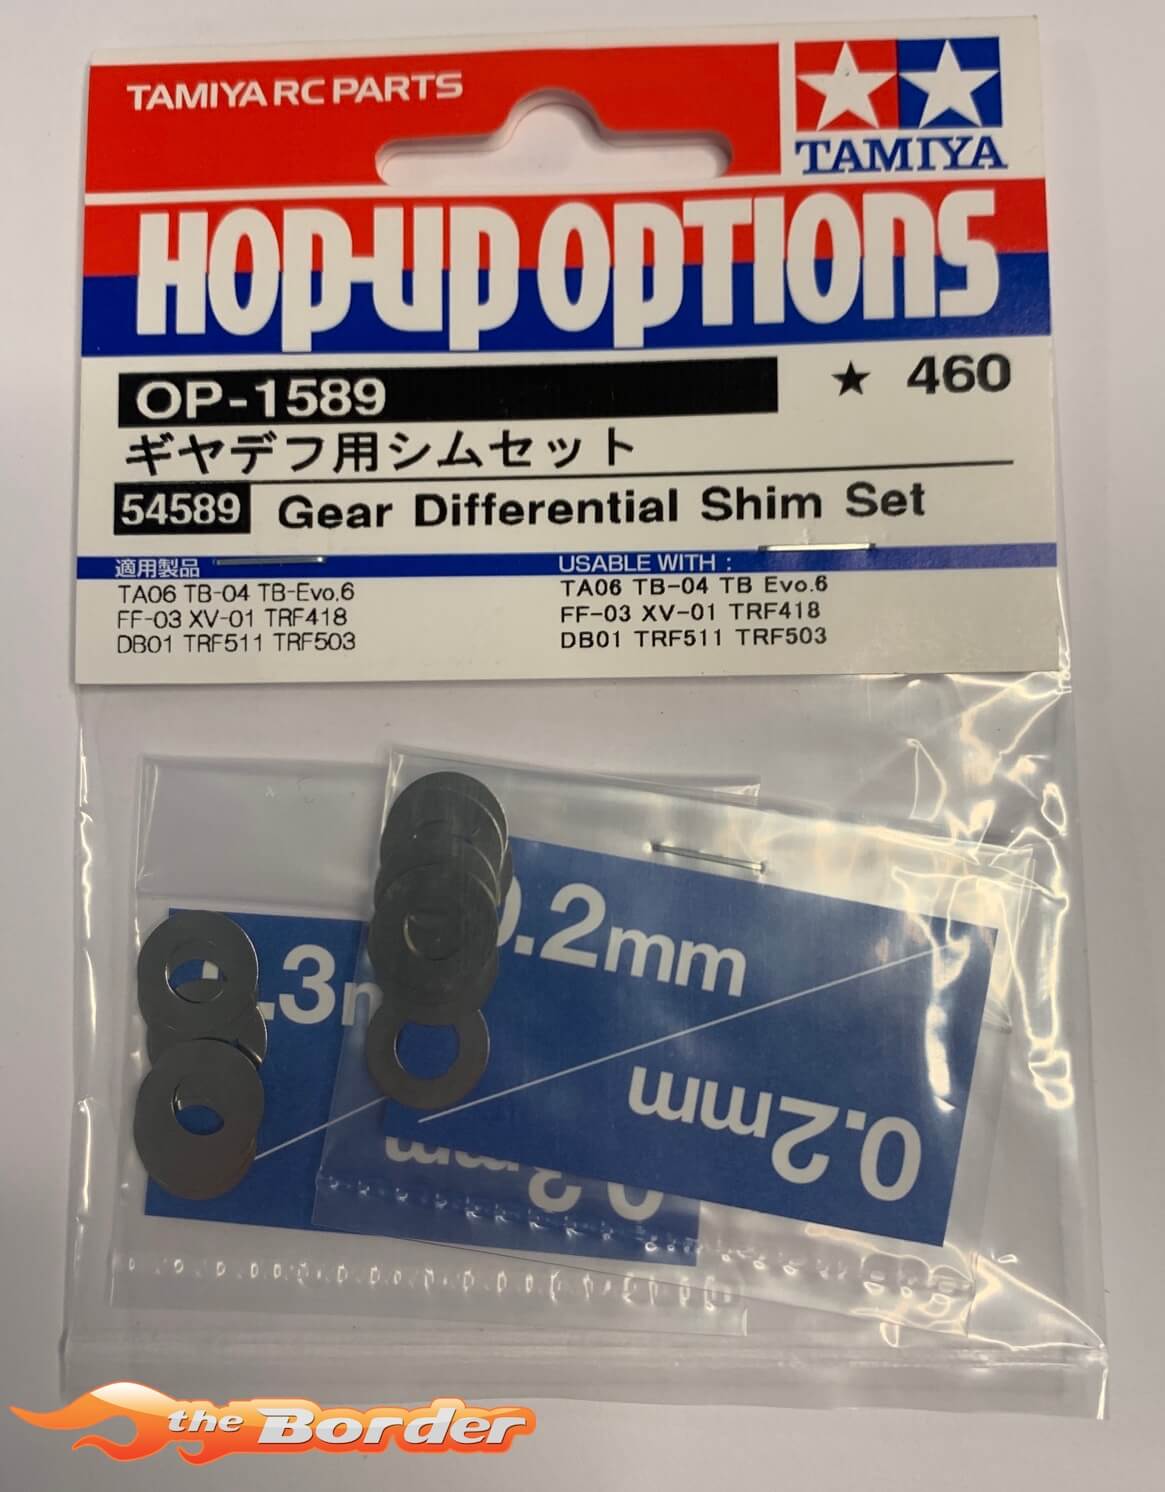 TAMIYA RC PARTS
TAMIYA
HOP-UP OPTIONS
OP-1589
★ 460
ギヤデフ用シムセット
54589 Gear Differential Shim Set
適用製品
TA06 TB-04 TB-Evo.6
FF-03 XV-01 TRF418
DB01 TRF511 TRF503
USABLE WITH :
TA06 TB-04 TB Evo.6
FF-03 XV-01 TRF418
DB01 TRF511 TRF503
0.2mm
.3m
0.2mm
0.3mm
the Border